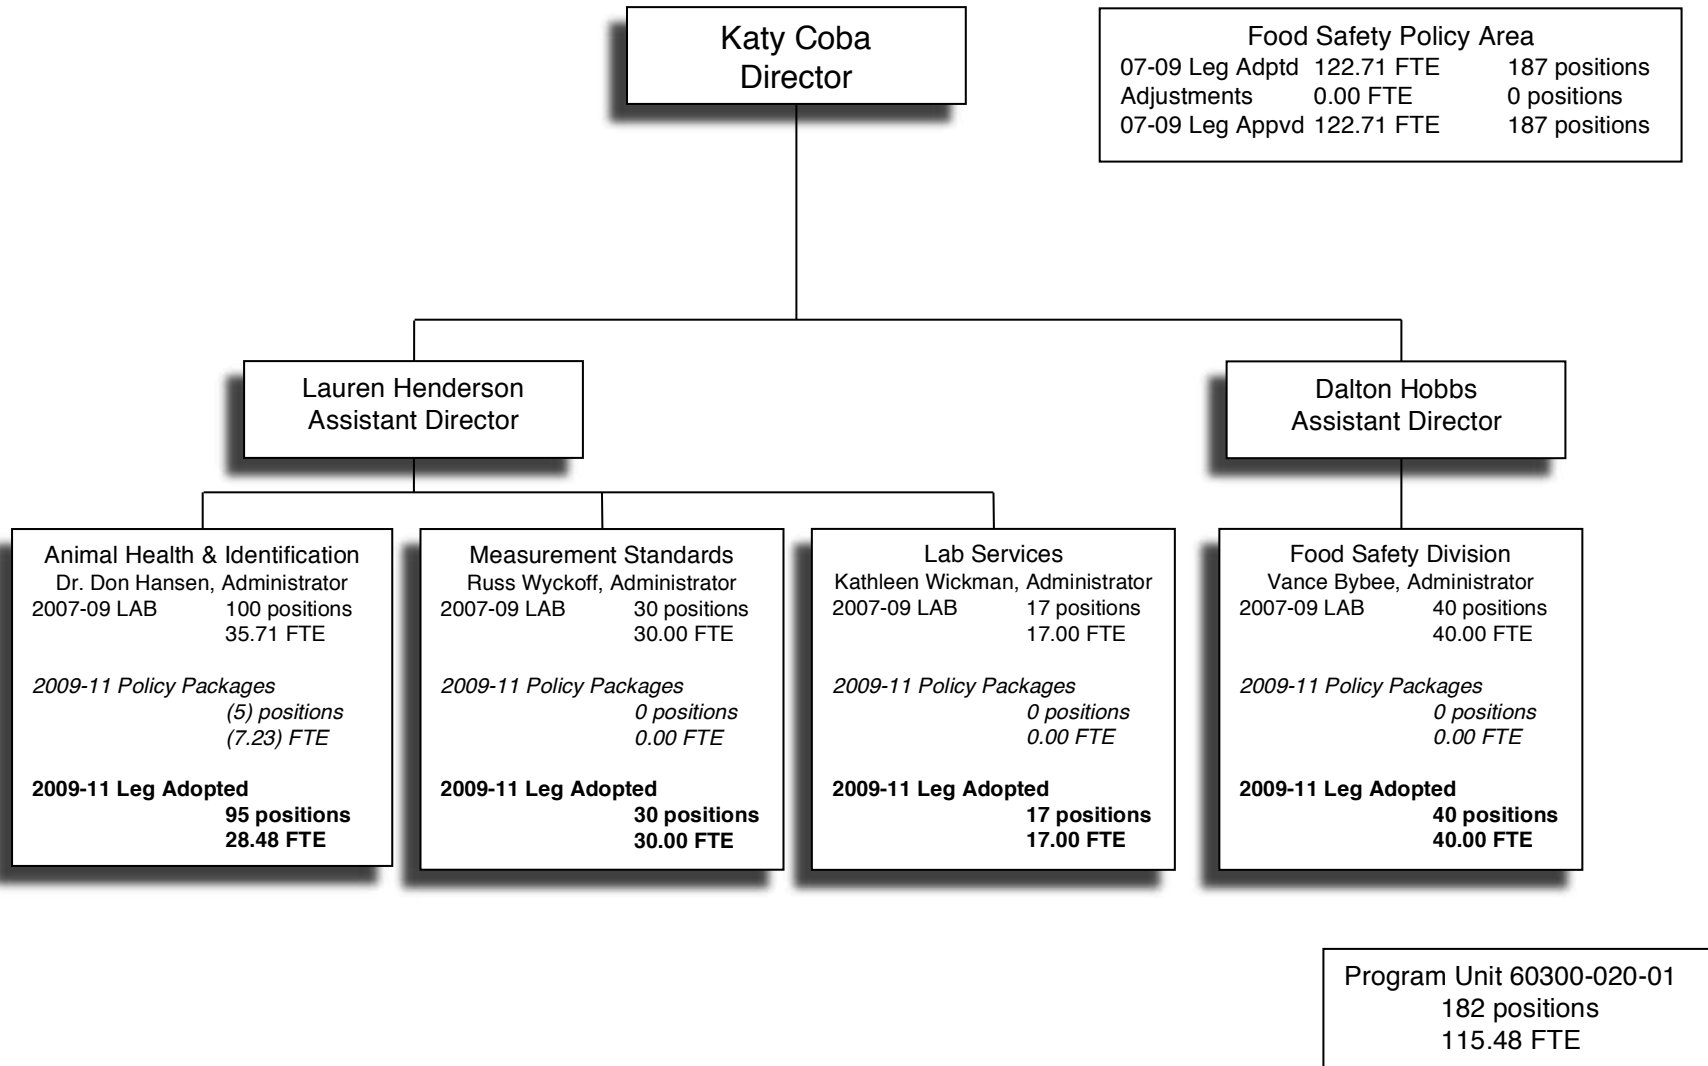 Katy Coba
Director
Food Safety Policy Area
07-09 Leg Adptd 122.71 FTE 187 positions
Adjustments 0.00 FTE 0 positions
07-09 Leg Appvd 122.71 FTE 187 positions
Lauren Henderson
Assistant Director
Dalton Hobbs
Assistant Director
Animal Health & Identification
Dr. Don Hansen, Administrator
2007-09 LAB 100 positions
35.71 FTE
2009-11 Policy Packages
(5) positions
(7.23) FTE
2009-11 Leg Adopted
95 positions
28.48 FTE
Measurement Standards
Russ Wyckoff, Administrator
2007-09 LAB 30 positions
30.00 FTE
2009-11 Policy Packages
0 positions
0.00 FTE
2009-11 Leg Adopted
30 positions
30.00 FTE
Lab Services
Kathleen Wickman, Administrator
2007-09 LAB 17 positions
17.00 FTE
2009-11 Policy Packages
0 positions
0.00 FTE
2009-11 Leg Adopted
17 positions
17.00 FTE
Food Safety Division
Vance Bybee, Administrator
2007-09 LAB 40 positions
40.00 FTE
2009-11 Policy Packages
0 positions
0.00 FTE
2009-11 Leg Adopted
40 positions
40.00 FTE
Program Unit 60300-020-01
182 positions
115.48 FTE